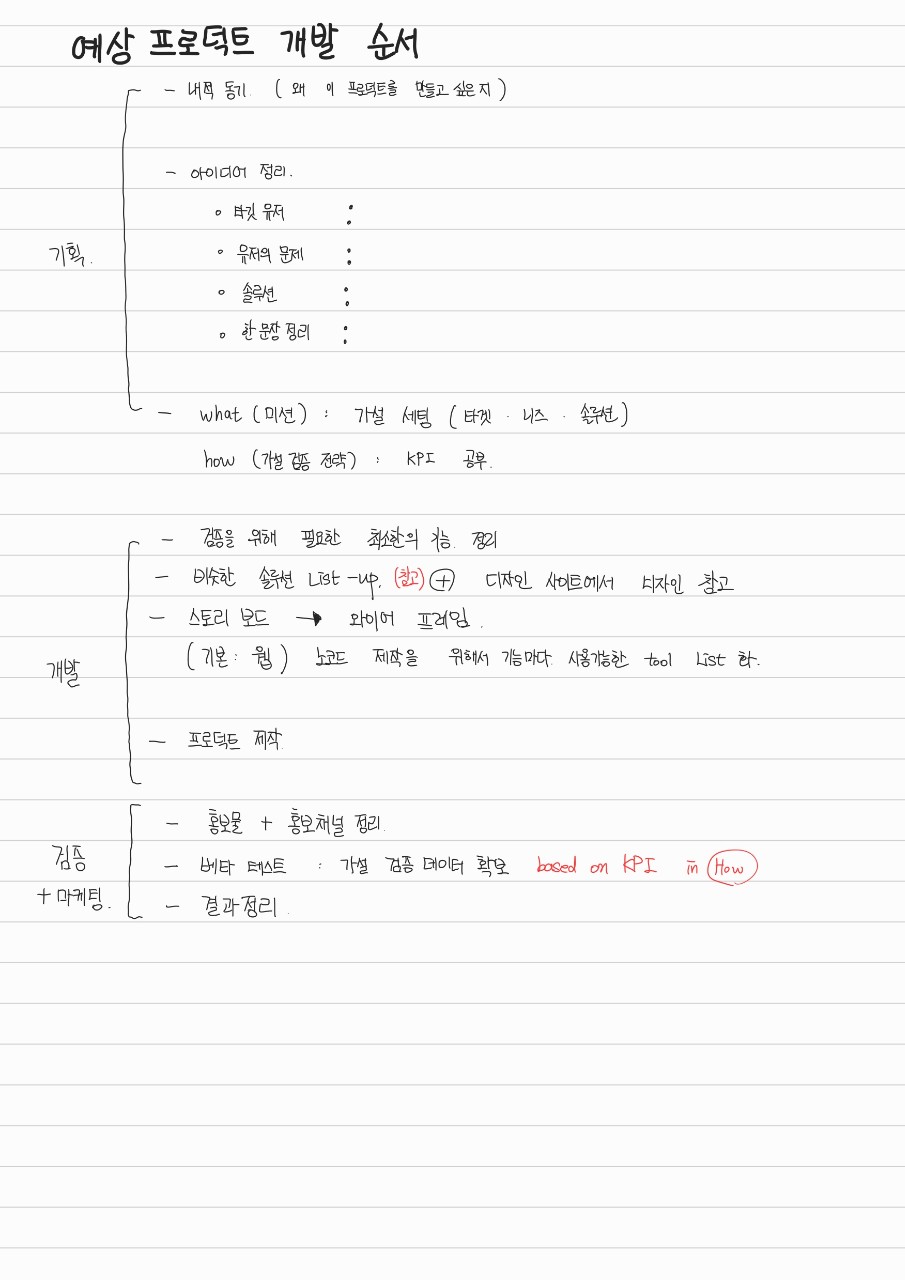 예상 프로덕트 개발 순서
- 내적 동기. (왜 이 프로덕트를 만들고 싶은지)
- 아이디어 정리.
◦ 타깃 유저 :
기획.
◦ 유저의 문제 :
◦ 솔루션 :
◦ 한 문장 정리 :
- what (미션) : 가설 세팅 (타겟 · 니즈 · 솔루션)
how (가설 검증 전략) : KPI 공부.
- 검증을 위해 필요한 최소한의 기능. 정리
- 비슷한 솔루션 List-up. (참고) ⊕ 디자인 사이트에서 디자인 참고
- 스토리 보드 → 와이어 프레임.
(기본 : 웹) 노코드 제작을 위해서 기능마다 사용가능한 tool List 화.
개발
- 프로덕트 제작.
- 홍보물 + 홍보채널 정리.
검증
- 베타 테스트 : 가설 검증 데이터 확보 based on KPI in How
+ 마케팅.
- 결과정리.